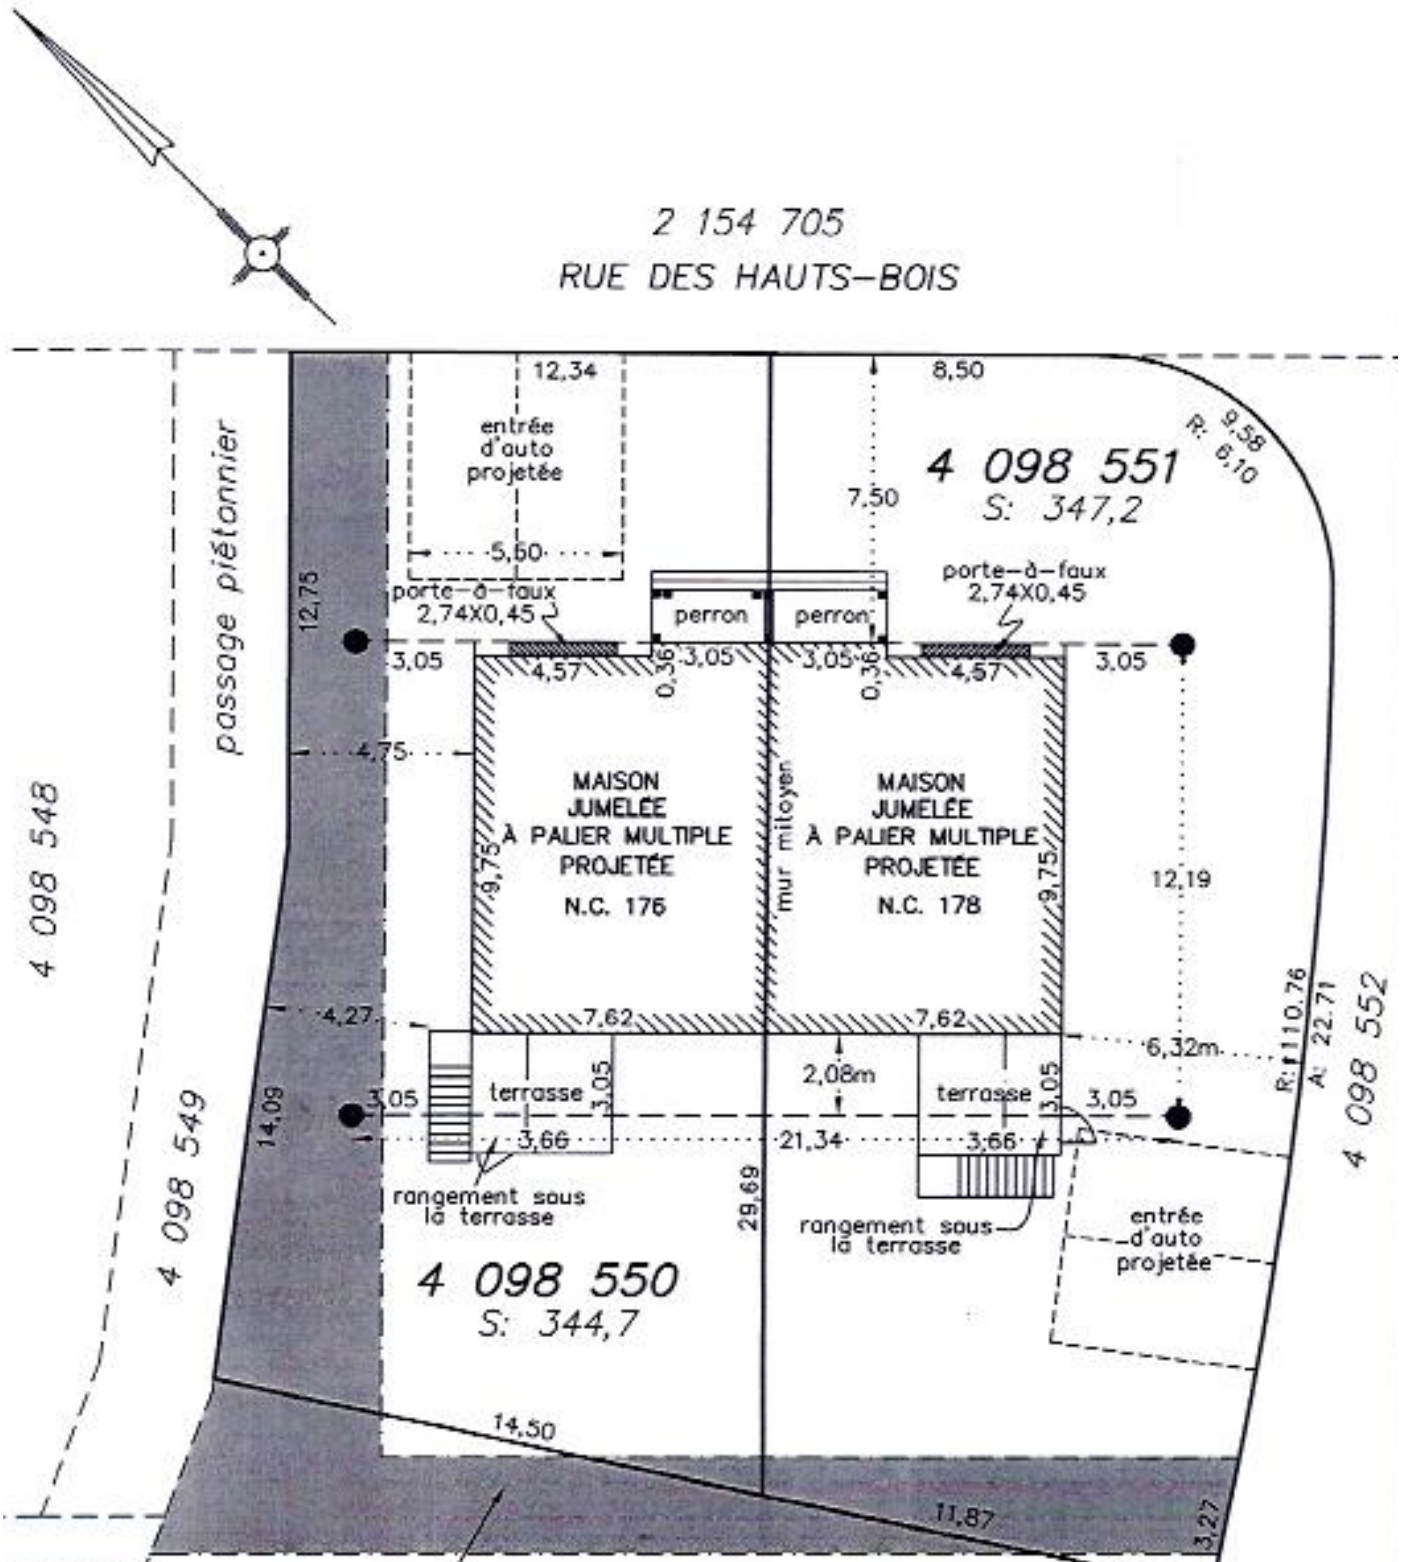 2 154 705
RUE DES HAUTS-BOIS
12,34
8,50
9,58
R: 6,10
entrée
d'auto
projetée
passage piétonnier
4 098 551
S: 347,2
7,50
5,50
12,75
porte-à-faux
2,74X0,45
porte-à-faux
2,74X0,45
perron
perron
3,05
4,57
0,36
3,05
3,05
0,36
4,57
3,05
4,75
4 098 548
MAISON
JUMELÉE
À PALIER MULTIPLE
PROJETÉE
N.C. 176
9,75
mur mitoyen
MAISON
JUMELÉE
À PALIER MULTIPLE
PROJETÉE
N.C. 178
9,75
12,19
4,27
7,62
7,62
6,32m
R: 110.76
A: 22.71
4 098 552
4 098 549
14,09
3,05
terrasse
3,05
3,66
2,08m
21,34
terrasse
3,05
3,66
3,05
rangement sous
la terrasse
29,69
rangement sous
la terrasse
entrée
d'auto
projetée
4 098 550
S: 344,7
14,50
11,87
3,27